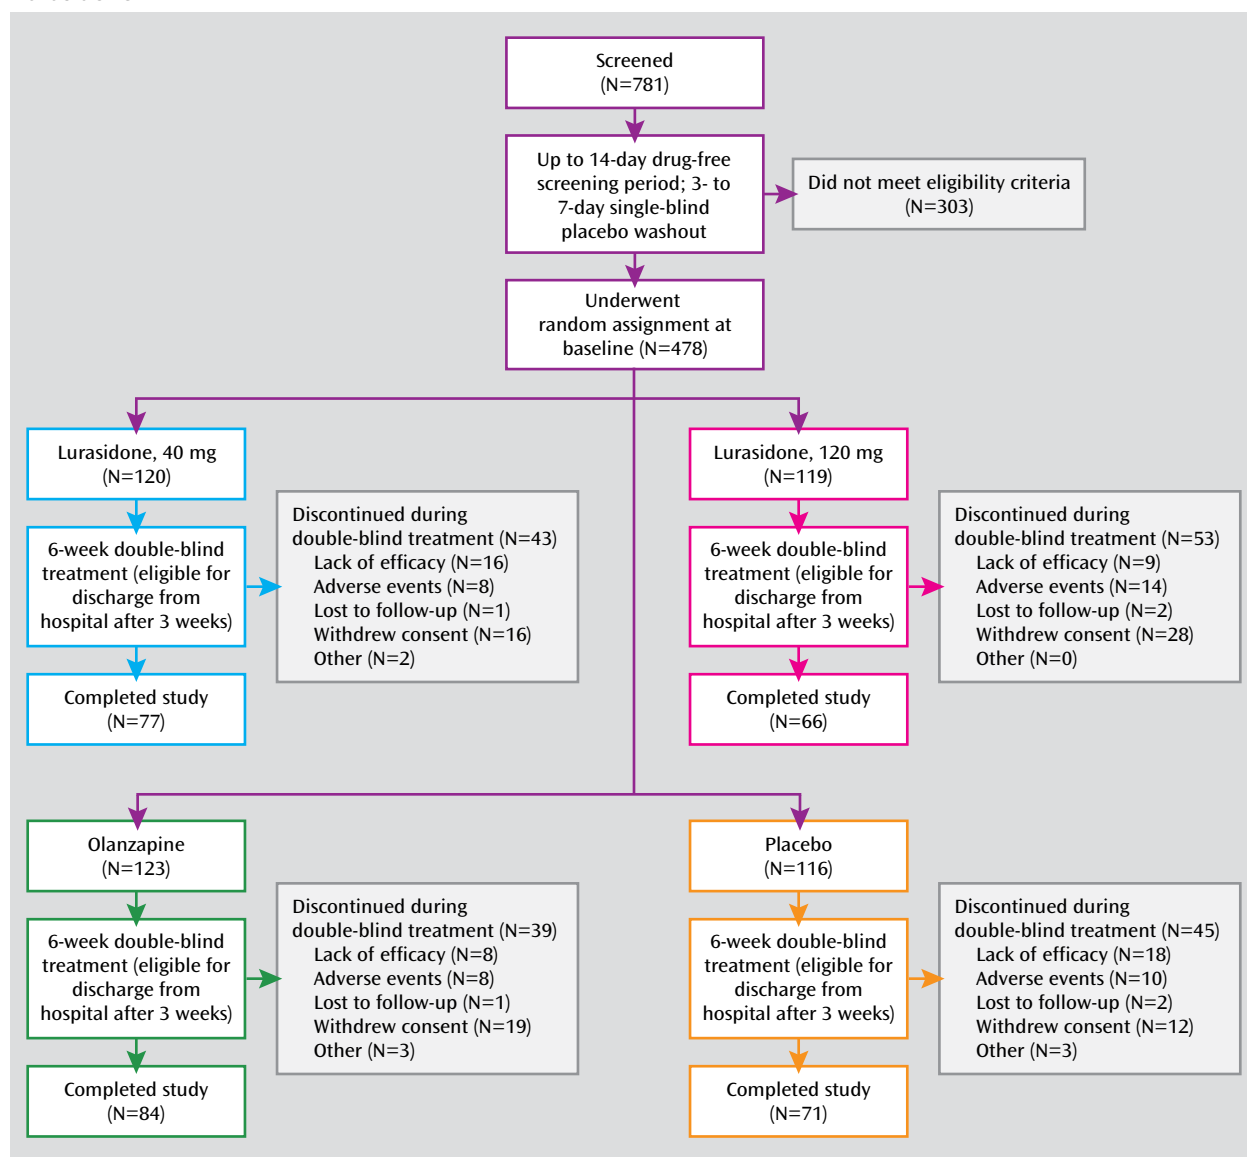 Screened
(N=781)
Up to 14-day drug-free
screening period; 3- to
7-day single-blind
placebo washout
Did not meet eligibility criteria
(N=303)
Underwent
random assignment at
baseline (N=478)
Lurasidone, 40 mg
(N=120)
6-week double-blind
treatment (eligible for
discharge from
hospital after 3 weeks)
Discontinued during
double-blind treatment (N=43)
Lack of efficacy (N=16)
Adverse events (N=8)
Lost to follow-up (N=1)
Withdrew consent (N=16)
Other (N=2)
Completed study
(N=77)
Lurasidone, 120 mg
(N=119)
6-week double-blind
treatment (eligible for
discharge from
hospital after 3 weeks)
Discontinued during
double-blind treatment (N=53)
Lack of efficacy (N=9)
Adverse events (N=14)
Lost to follow-up (N=2)
Withdrew consent (N=28)
Other (N=0)
Completed study
(N=66)
Olanzapine
(N=123)
6-week double-blind
treatment (eligible for
discharge from
hospital after 3 weeks)
Discontinued during
double-blind treatment (N=39)
Lack of efficacy (N=8)
Adverse events (N=8)
Lost to follow-up (N=1)
Withdrew consent (N=19)
Other (N=3)
Completed study
(N=84)
Placebo
(N=116)
6-week double-blind
treatment (eligible for
discharge from
hospital after 3 weeks)
Discontinued during
double-blind treatment (N=45)
Lack of efficacy (N=18)
Adverse events (N=10)
Lost to follow-up (N=2)
Withdrew consent (N=12)
Other (N=3)
Completed study
(N=71)